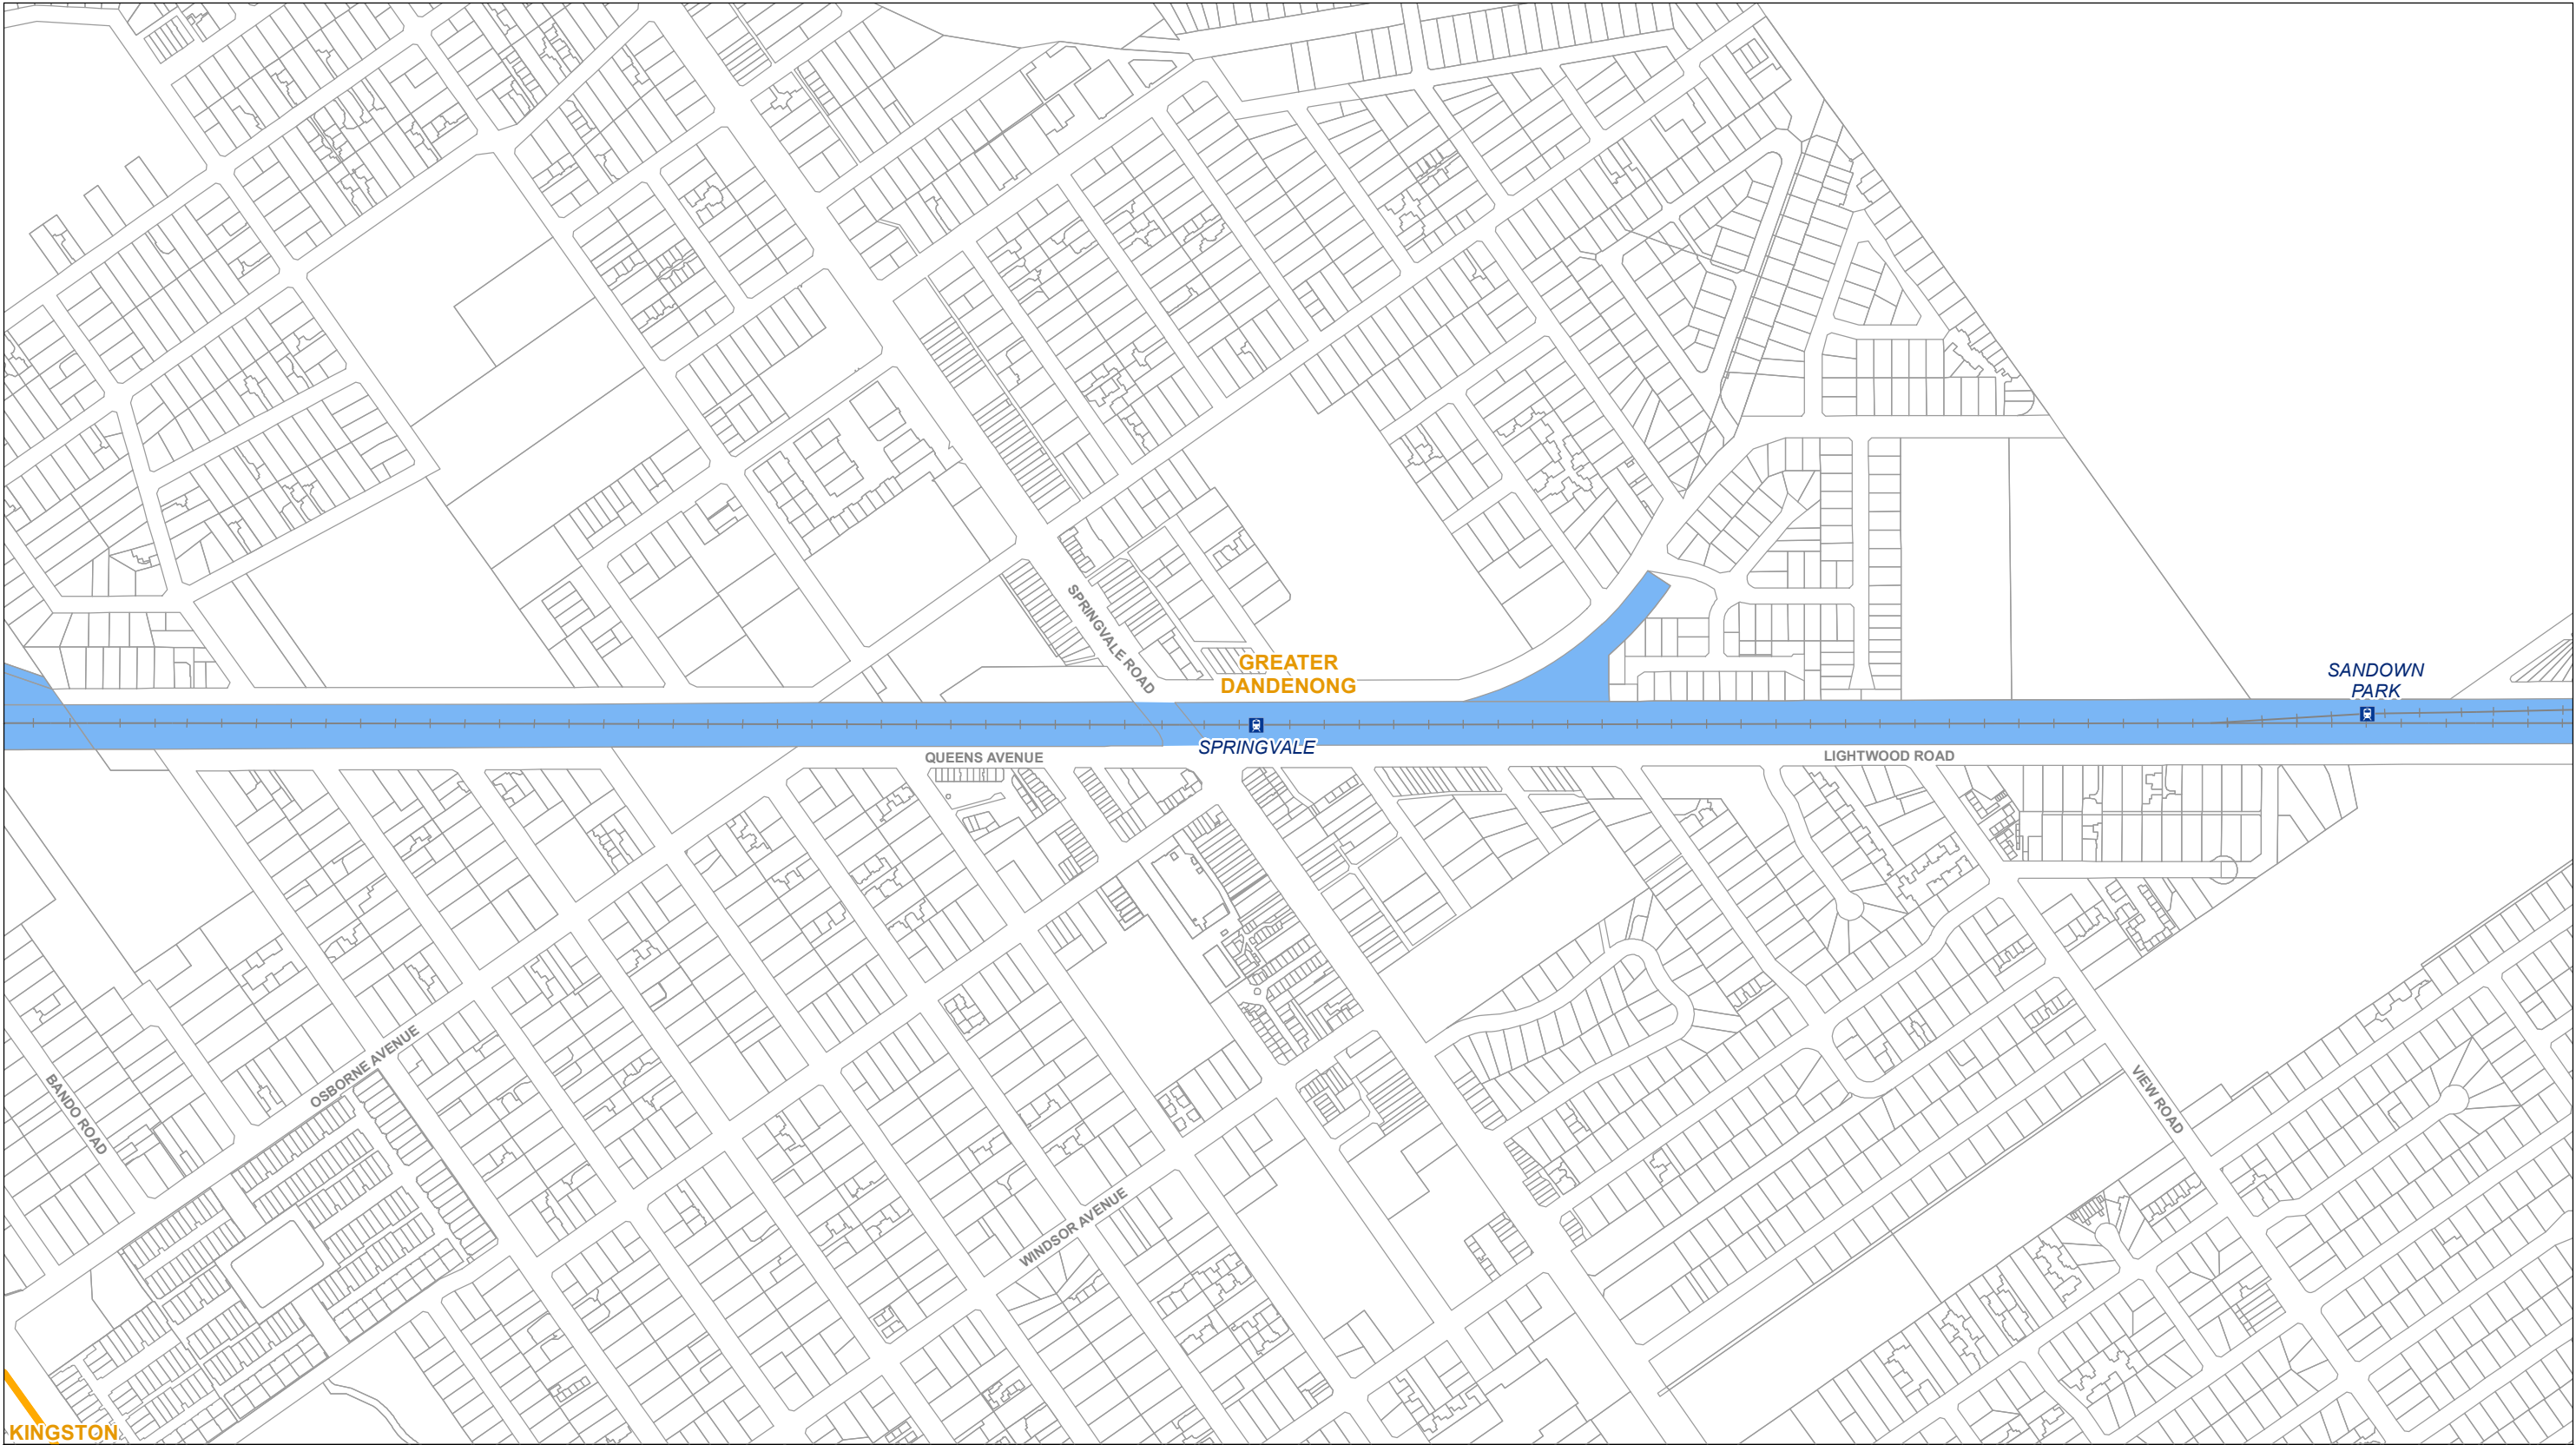 SPRINGVALE ROAD
GREATER
DANDENONG
SANDOWN
PARK
SPRINGVALE
QUEENS AVENUE
LIGHTWOOD ROAD
OSBORNE AVENUE
BANDO ROAD
VIEW ROAD
WINDSOR AVENUE
KINGSTON